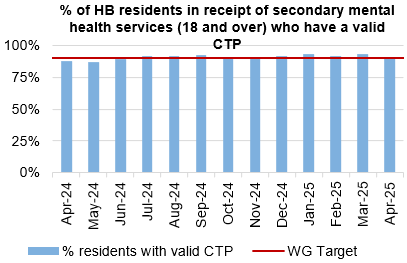 % of HB residents in receipt of secondary mental
health services (18 and over) who have a valid
CTP
100%
75%
50%
25%
0%
Apr-24
May-24
Jun-24
Jul-24
Aug-24
Sep-24
Oct-24
Nov-24
Dec-24
Jan-25
Feb-25
Mar-25
Apr-25
% residents with valid CTP
WG Target